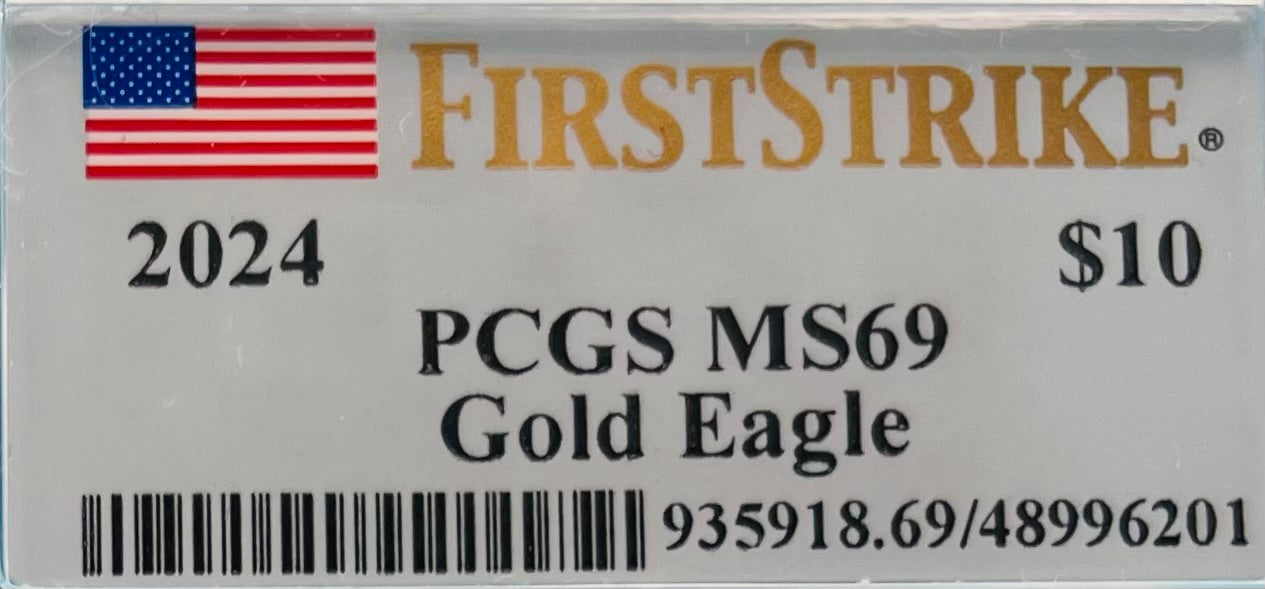 FIRSTSTRIKE®
2024 $10
PCGS MS69
Gold Eagle
935918.69/48996201